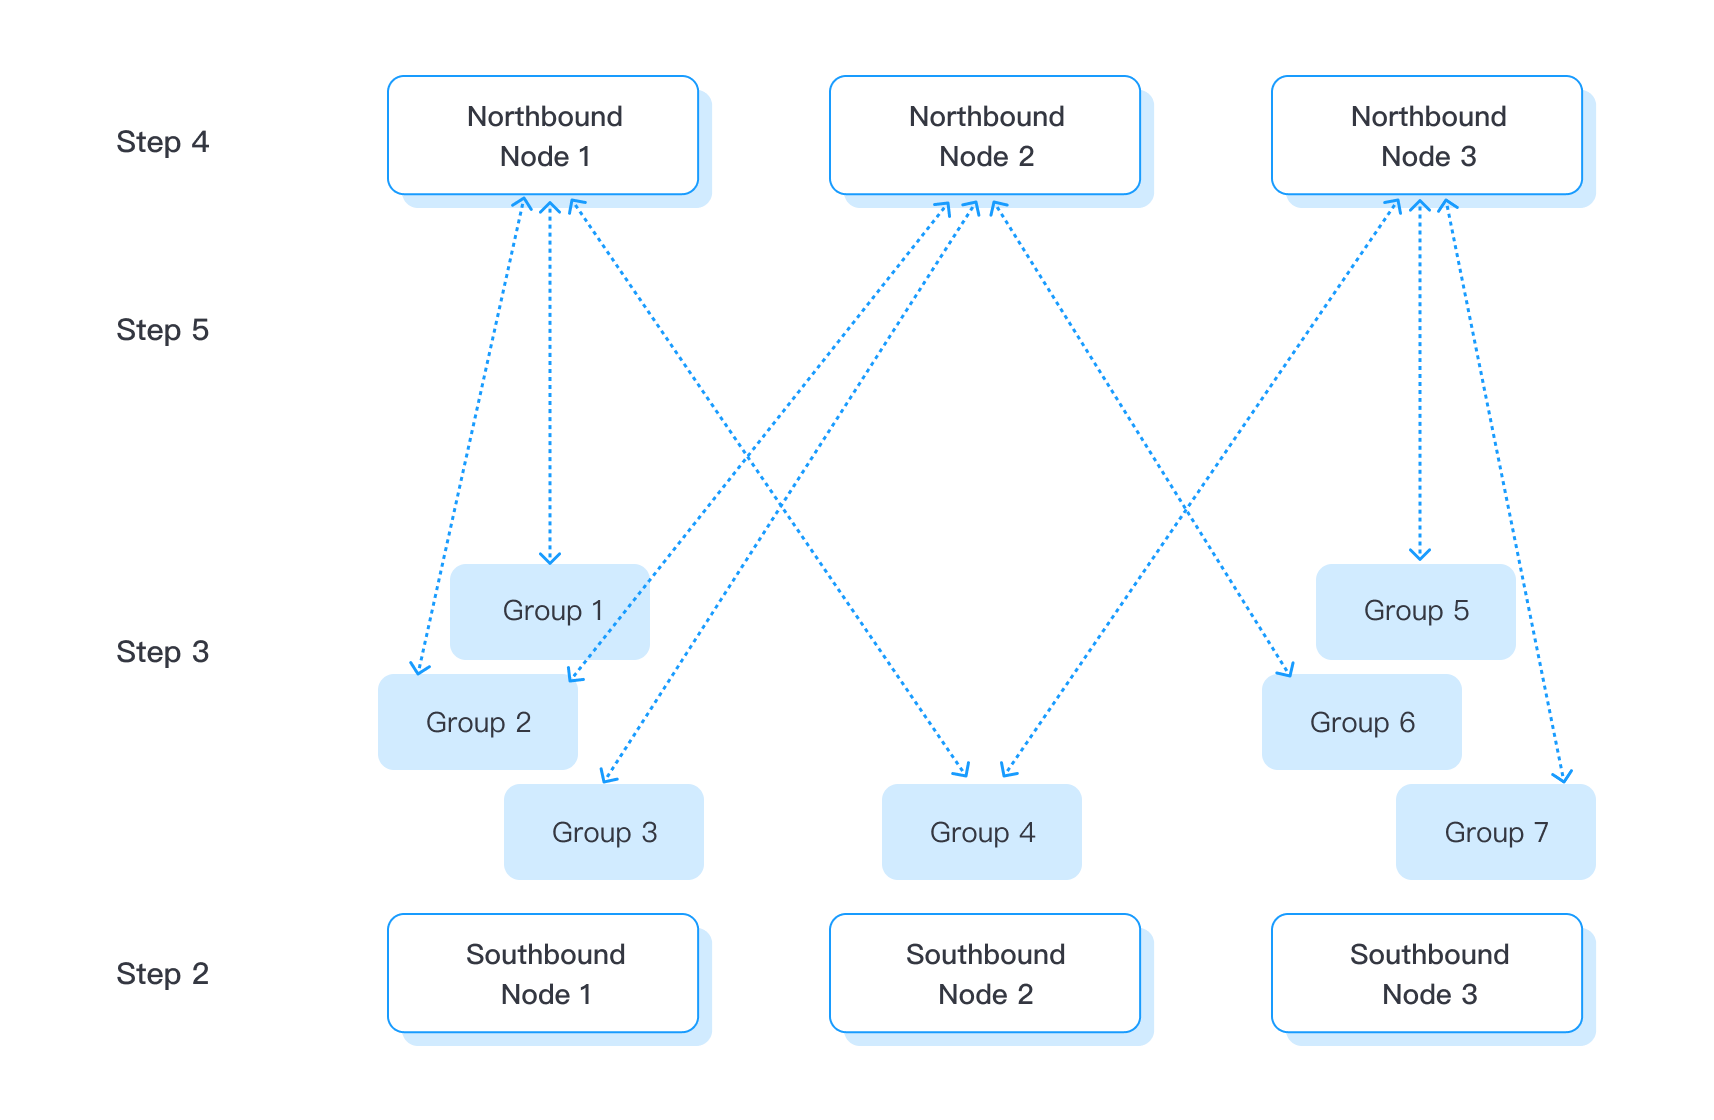 Step 4
Northbound
Node 1
Northbound
Node 2
Northbound
Node 3
Step 5
Step 3
Group 1
Group 5
Group 2
Group 6
Group 3
Group 4
Group 7
Step 2
Southbound
Node 1
Southbound
Node 2
Southbound
Node 3